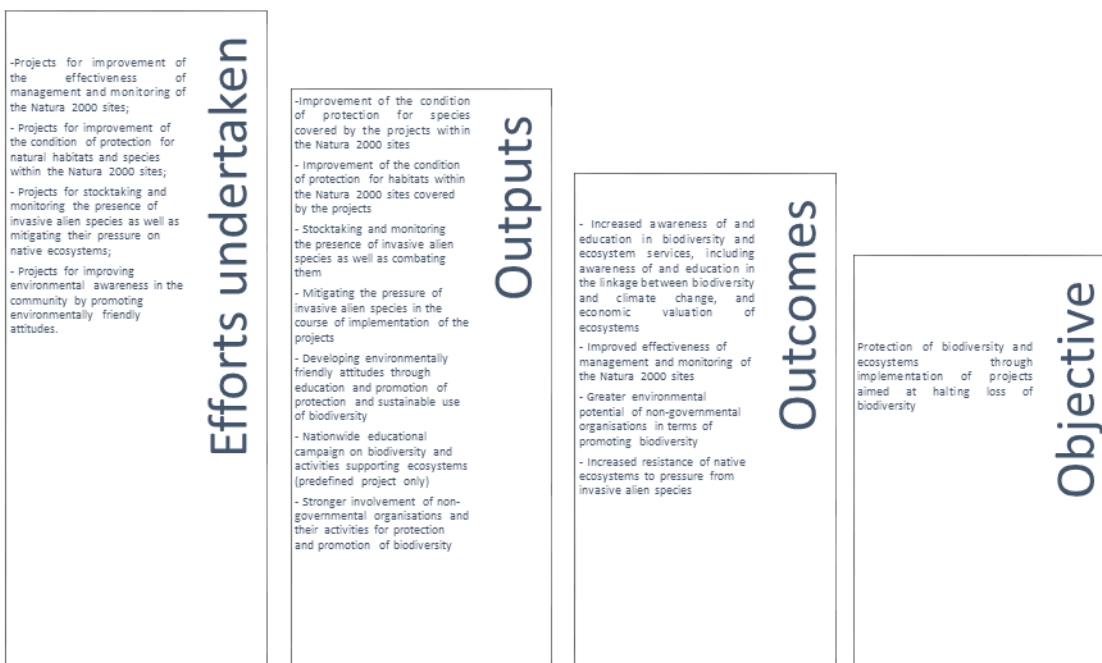 -Projects for improvement of
the effectiveness of
management and monitoring of
the Natura 2000 sites;
- Projects for improvement of
the condition of protection for
natural habitats and species
within the Natura 2000 sites;
- Projects for stocktaking and
monitoring the presence of
invasive alien species as well as
mitigating their pressure on
native ecosystems;
- Projects for improving
environmental awareness in the
community by promoting
environmentally friendly
attitudes.
Efforts undertaken
-Improvement of the condition
of protection for species
covered by the projects within
the Natura 2000 sites
- Improvement of the condition
of protection for habitats within
the Natura 2000 sites covered
by the projects
- Stocktaking and monitoring
the presence of invasive alien
species as well as combating
them
- Mitigating the pressure of
invasive alien species in the
course of implementation of the
projects
- Developing environmentally
friendly attitudes through
education and promotion of
protection and sustainable use
of biodiversity
- Nationwide educational
campaign on biodiversity and
activities supporting ecosystems
(predefined project only)
- Stronger involvement of non-
governmental organisations and
their activities for protection
and promotion of biodiversity
Outputs
- Increased awareness of and
education in biodiversity and
ecosystem services, including
awareness of and education in
the linkage between biodiversity
and climate change, and
economic valuation of
ecosystems
- Improved effectiveness of
management and monitoring of
the Natura 2000 sites
- Greater environmental
potential of non-governmental
organisations in terms of
promoting biodiversity
- Increased resistance of native
ecosystems to pressure from
invasive alien species
Outcomes
Protection of biodiversity and
ecosystems through
implementation of projects
aimed at halting loss of
biodiversity
Objective